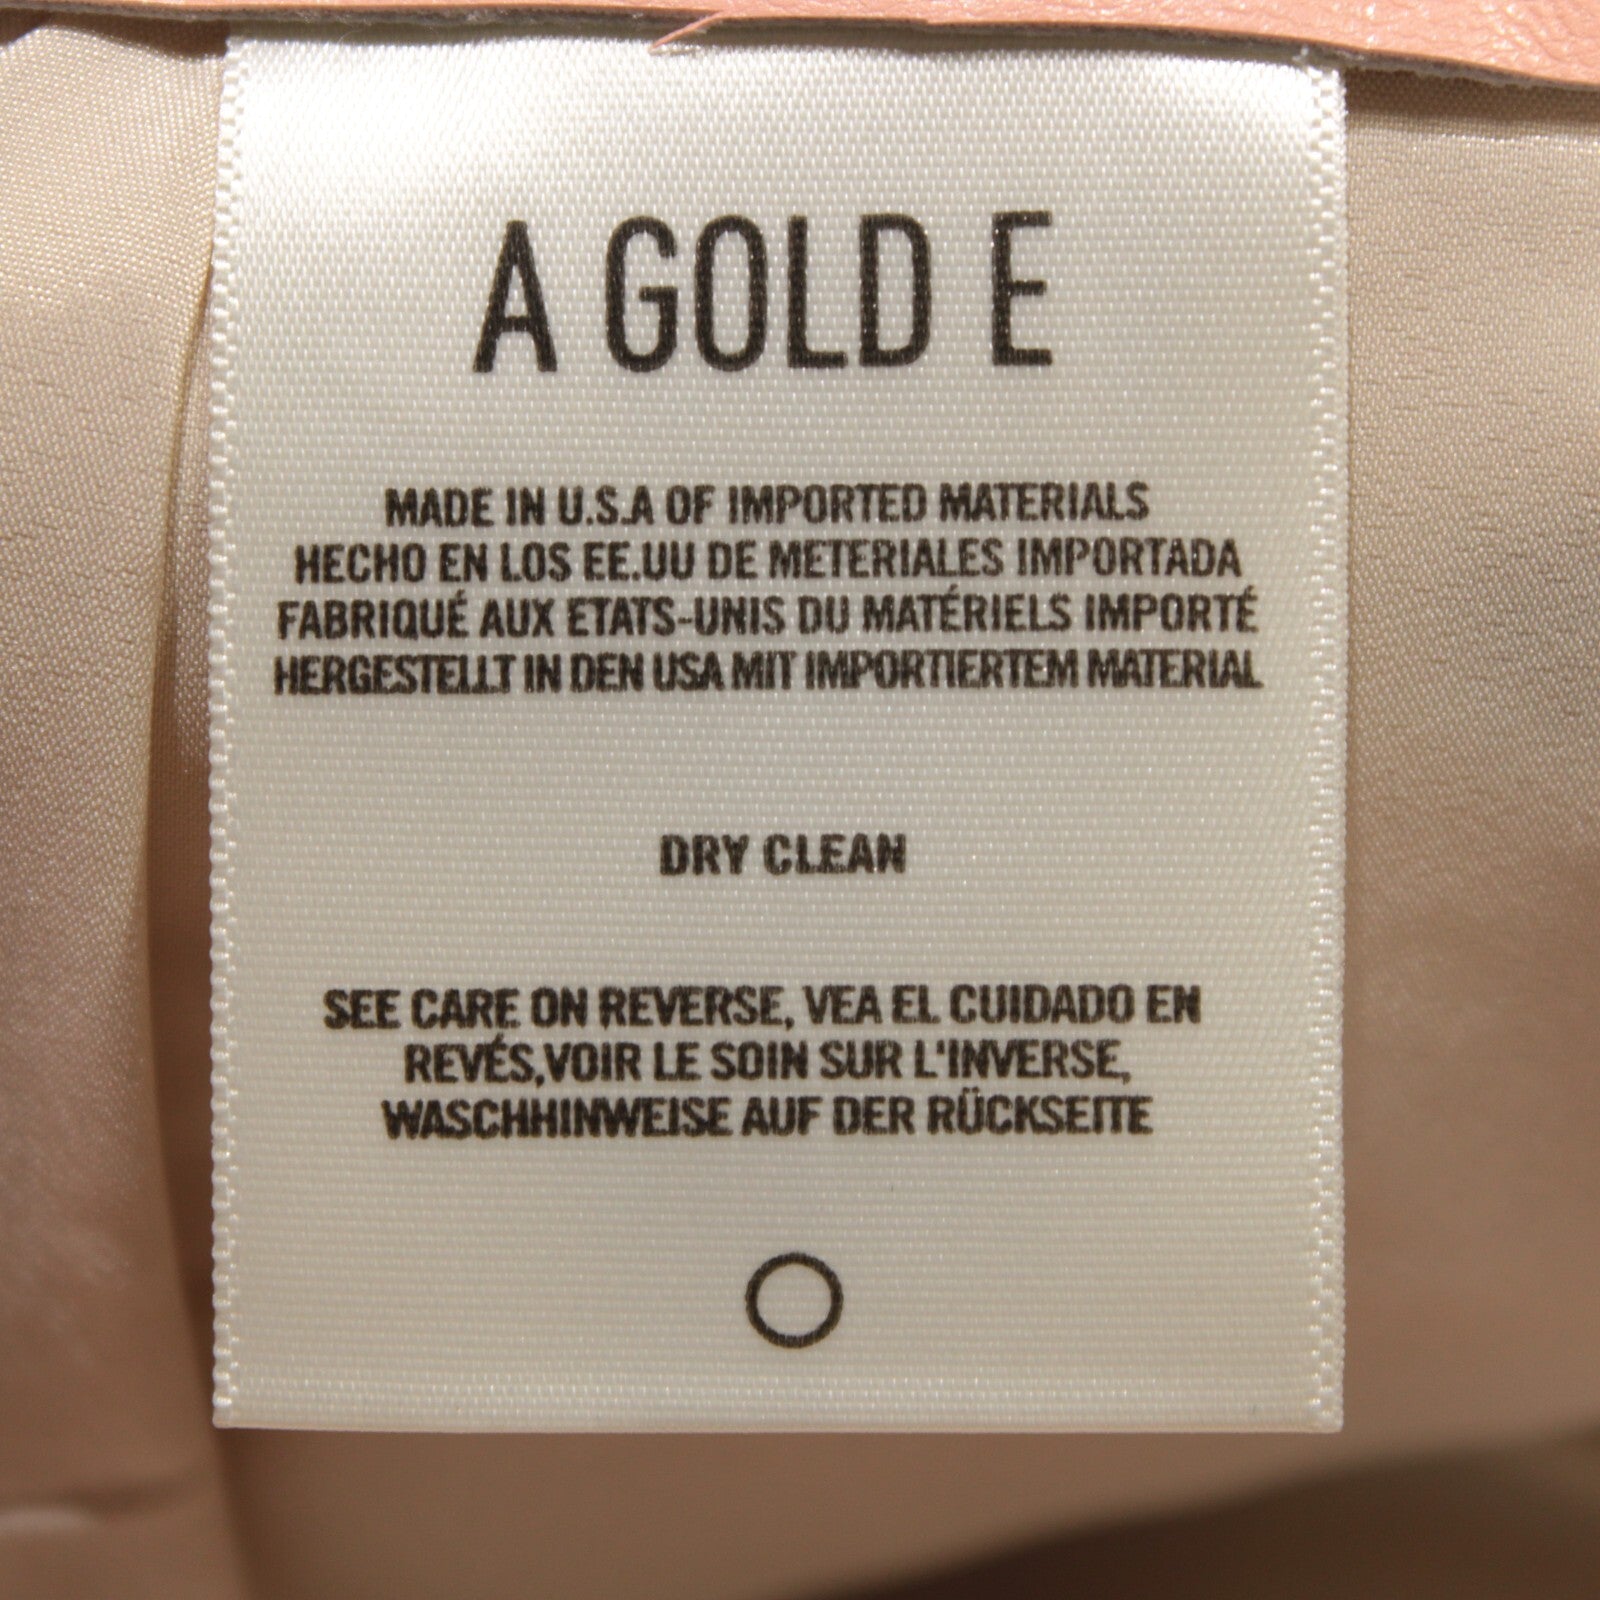 A GOLD E
MADE IN U.S.A OF IMPORTED MATERIALS
HECHO EN LOS EE.UU DE METERIALES IMPORTADA
FABRIQUÉ AUX ETATS-UNIS DU MATÉRIELS IMPORTÉ
HERGESTELLT IN DEN USA MIT IMPORTIERTEM MATERIAL
DRY CLEAN
SEE CARE ON REVERSE, VEA EL CUIDADO EN
REVÉS,VOIR LE SOIN SUR L'INVERSE,
WASCHHINWEISE AUF DER RÜCKSEITE